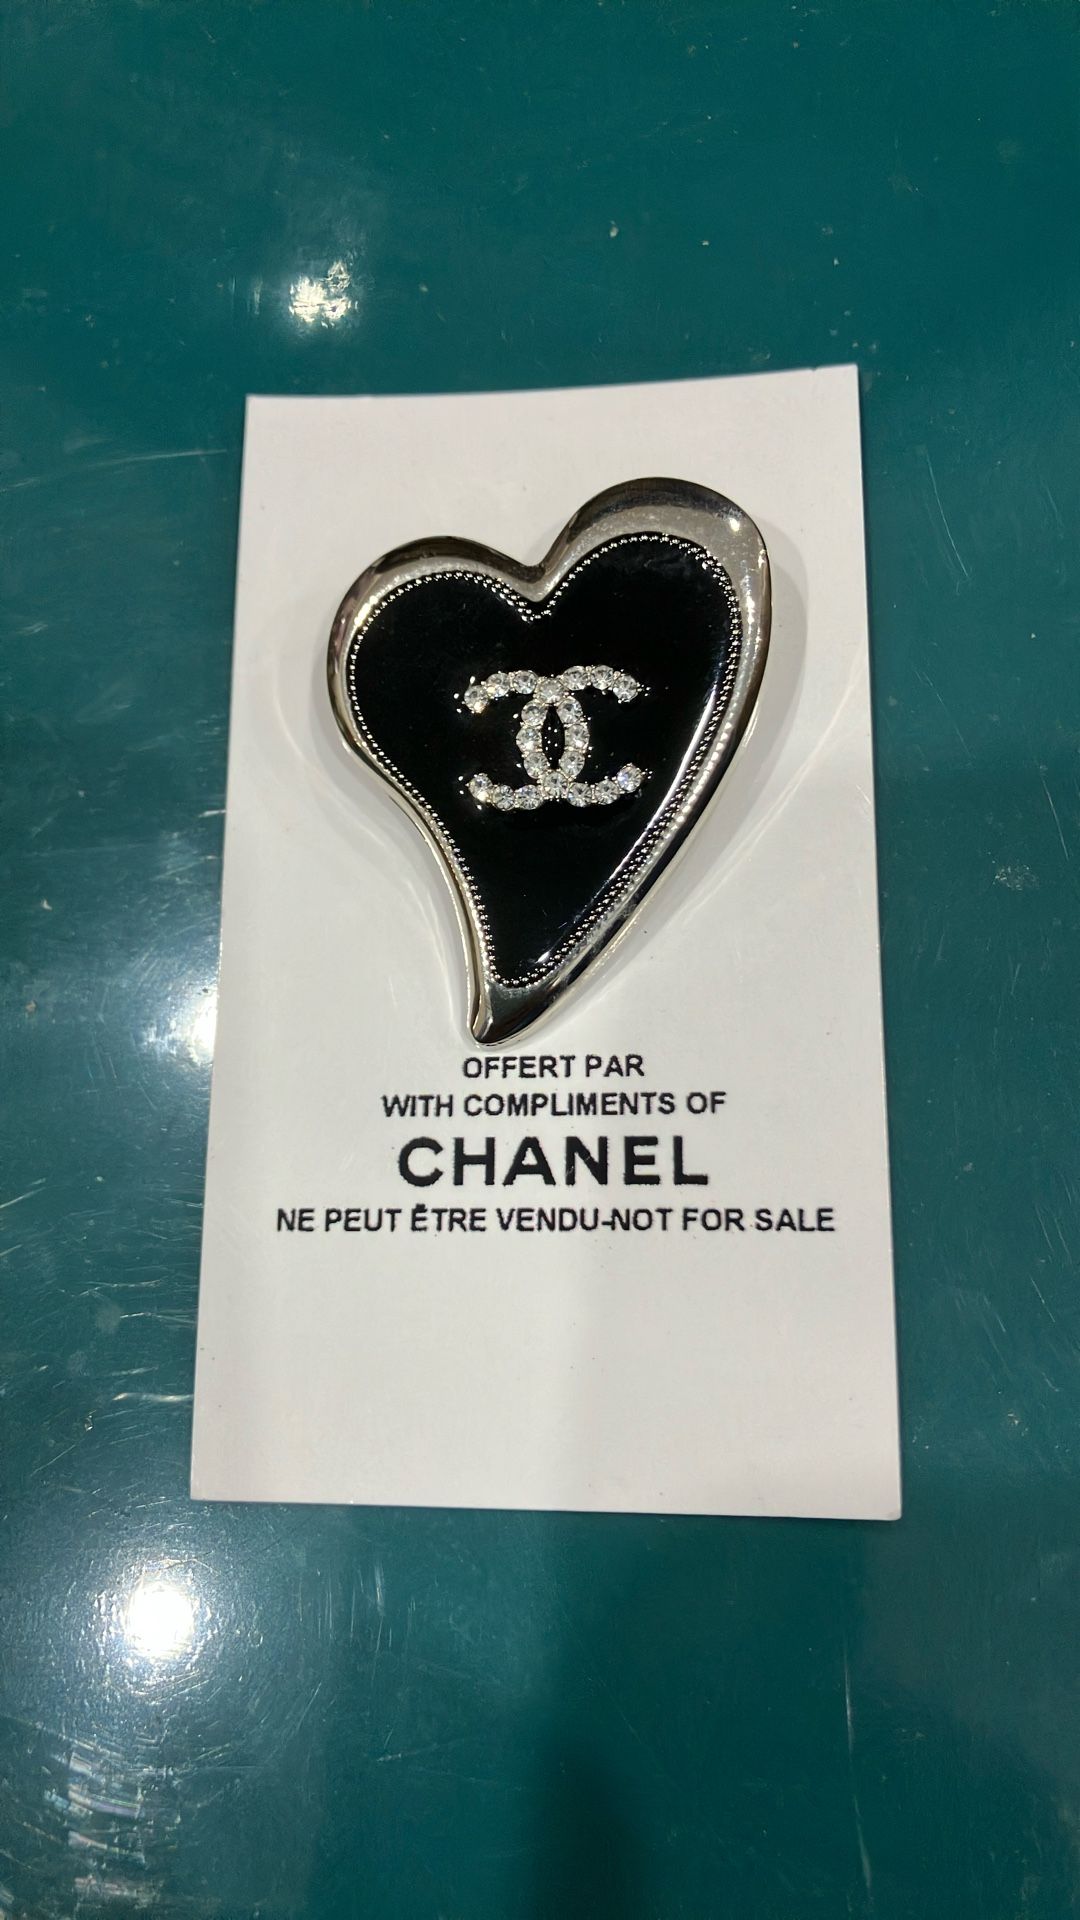 OFFERT PAR
WITH COMPLIMENTS OF
CHANEL
NE PEUT ÊTRE VENDU-NOT FOR SALE